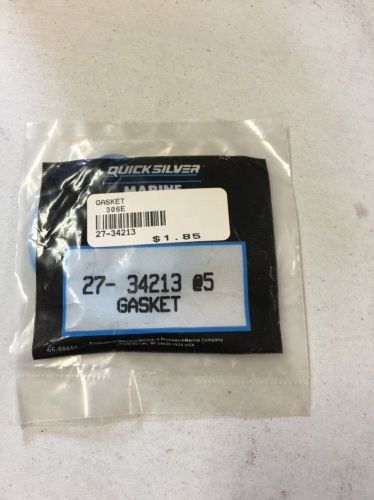 QUICKSILVER
MARINE
GASKET
306E
27-34213
$1.85
27- 34213 @5
GASKET